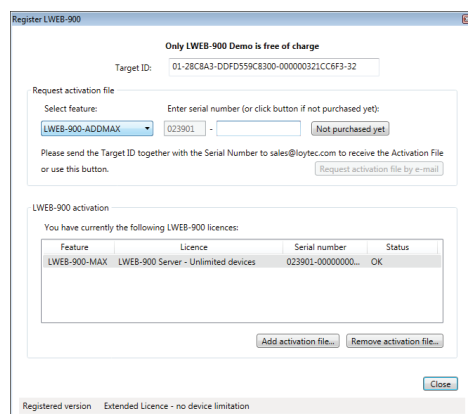 Register LWEB-900
Only LWEB-900 Demo is free of charge
Target ID: 01-28C8A3-DDFD559C8300-000000321CC6F3-32
Request activation file
Select feature: Enter serial number (or click button if not purchased yet):
LWEB-900-ADDMAX 023901 - Not purchased yet
Please send the Target ID together with the Serial Number to sales@loytec.com to receive the Activation File
or use this button. Request activation file by e-mail
LWEB-900 activation
You have currently the following LWEB-900 licences:
Feature Licence Serial number Status
LWEB-900-MAX LWEB-900 Server - Unlimited devices 023901-00000000... OK
Add activation file... Remove activation file...
Close
Registered version Extended Licence - no device limitation